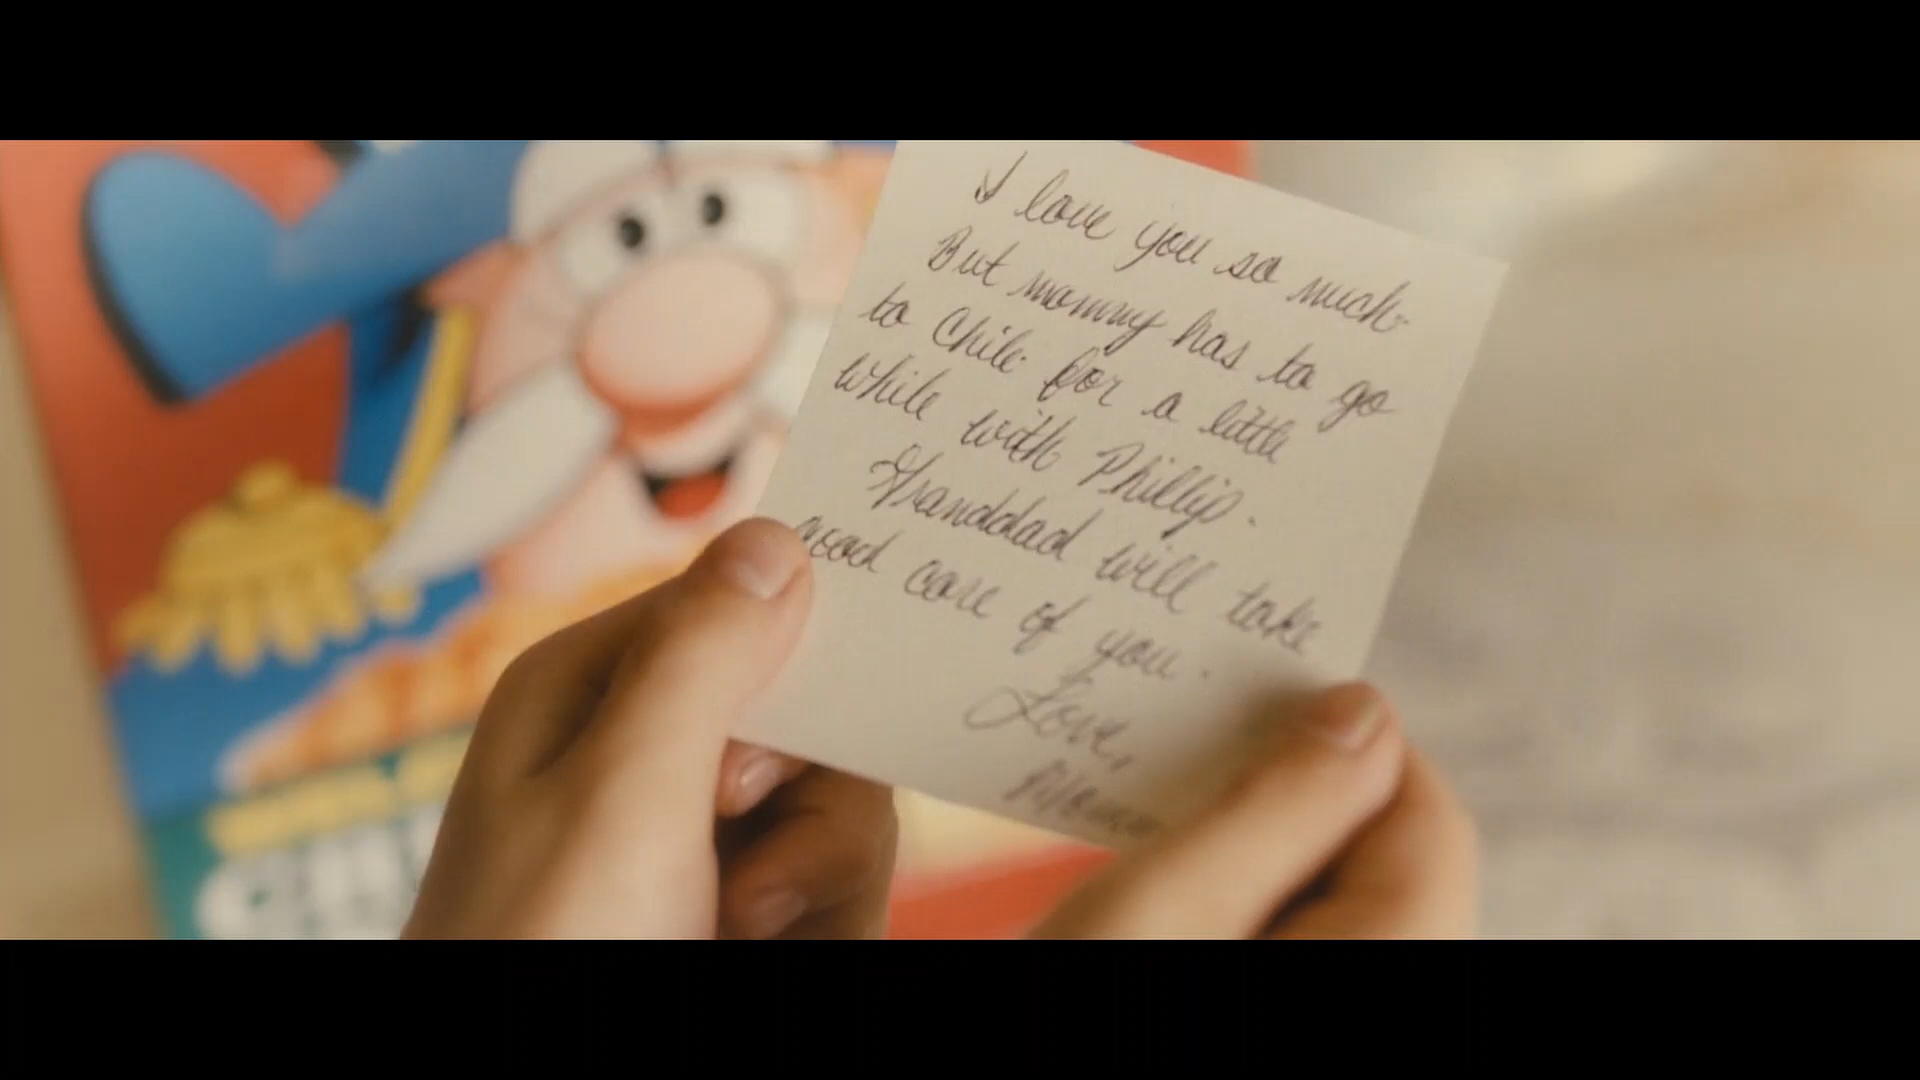 I love you so much.
But mommy has to go
to Chile for a little
while with Phillip.
Granddad will take
good care of you.
Love,